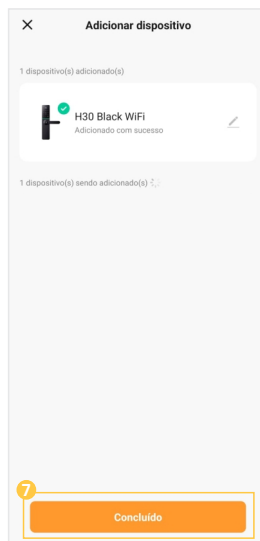 Adicionar dispositivo
1 dispositivo(s) adicionado(s)
H30 Black WiFi
Adicionado com sucesso
1 dispositivo(s) sendo adicionado(s)
7
Concluído